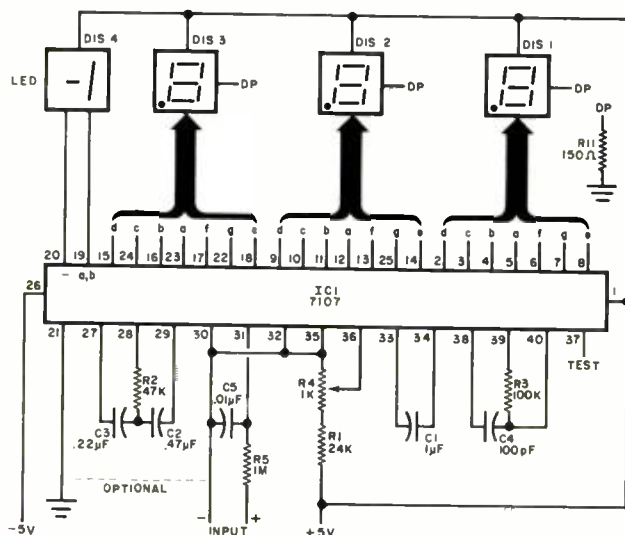 DIS 4
DIS 3
DIS 2
DIS 1
LED
-1
8
8
8
DP
DP
DP
DP
R11
150Ω
d c b a f g e
d c b a f g e
d c b a f g e
20 19 15 24 16 23 17 22 18 9 10 11 12 13 25 14 2 3 4 5 6 7 8
- a,b
26
IC1
7107
1
21 27 28 29 30 31 32 35 36 33 34 38 39 40 37
TEST
R2
47K
C3
.22µF
C2
.47µF
C5
.01µF
R5
1M
R4
1K
R1
24K
C1
1µF
R3
100K
C4
100pF
OPTIONAL
-5V
- INPUT +
+5V